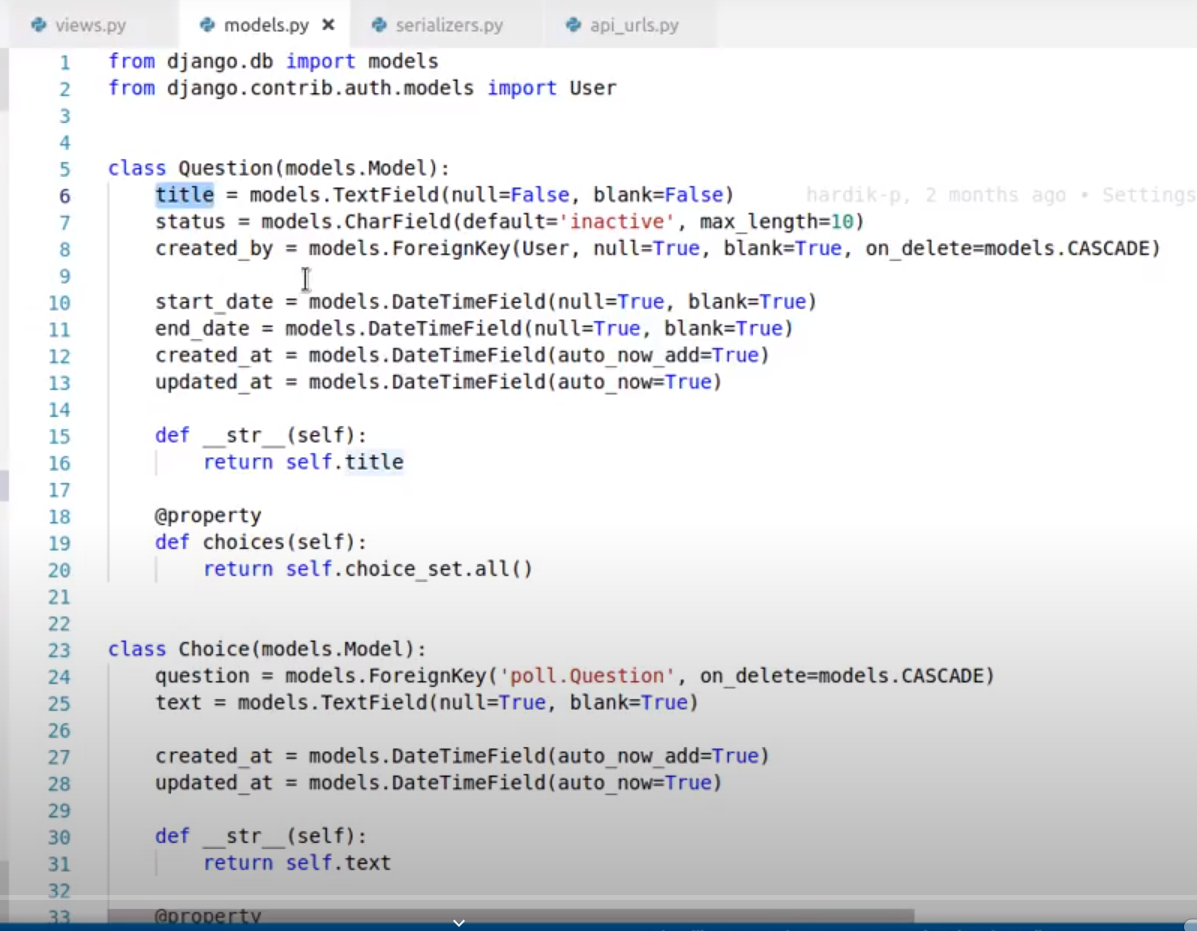 views.py models.py × serializers.py api_urls.py
1 from django.db import models
2 from django.contrib.auth.models import User
3
4
5 class Question(models.Model):
6     title = models.TextField(null=False, blank=False) hardik-p, 2 months ago • Settings
7     status = models.CharField(default='inactive', max_length=10)
8     created_by = models.ForeignKey(User, null=True, blank=True, on_delete=models.CASCADE)
9
10     start_date = models.DateTimeField(null=True, blank=True)
11     end_date = models.DateTimeField(null=True, blank=True)
12     created_at = models.DateTimeField(auto_now_add=True)
13     updated_at = models.DateTimeField(auto_now=True)
14
15     def __str__(self):
16         return self.title
17
18     @property
19     def choices(self):
20         return self.choice_set.all()
21
22
23 class Choice(models.Model):
24     question = models.ForeignKey('poll.Question', on_delete=models.CASCADE)
25     text = models.TextField(null=True, blank=True)
26
27     created_at = models.DateTimeField(auto_now_add=True)
28     updated_at = models.DateTimeField(auto_now=True)
29
30     def __str__(self):
31         return self.text
32
33     @property